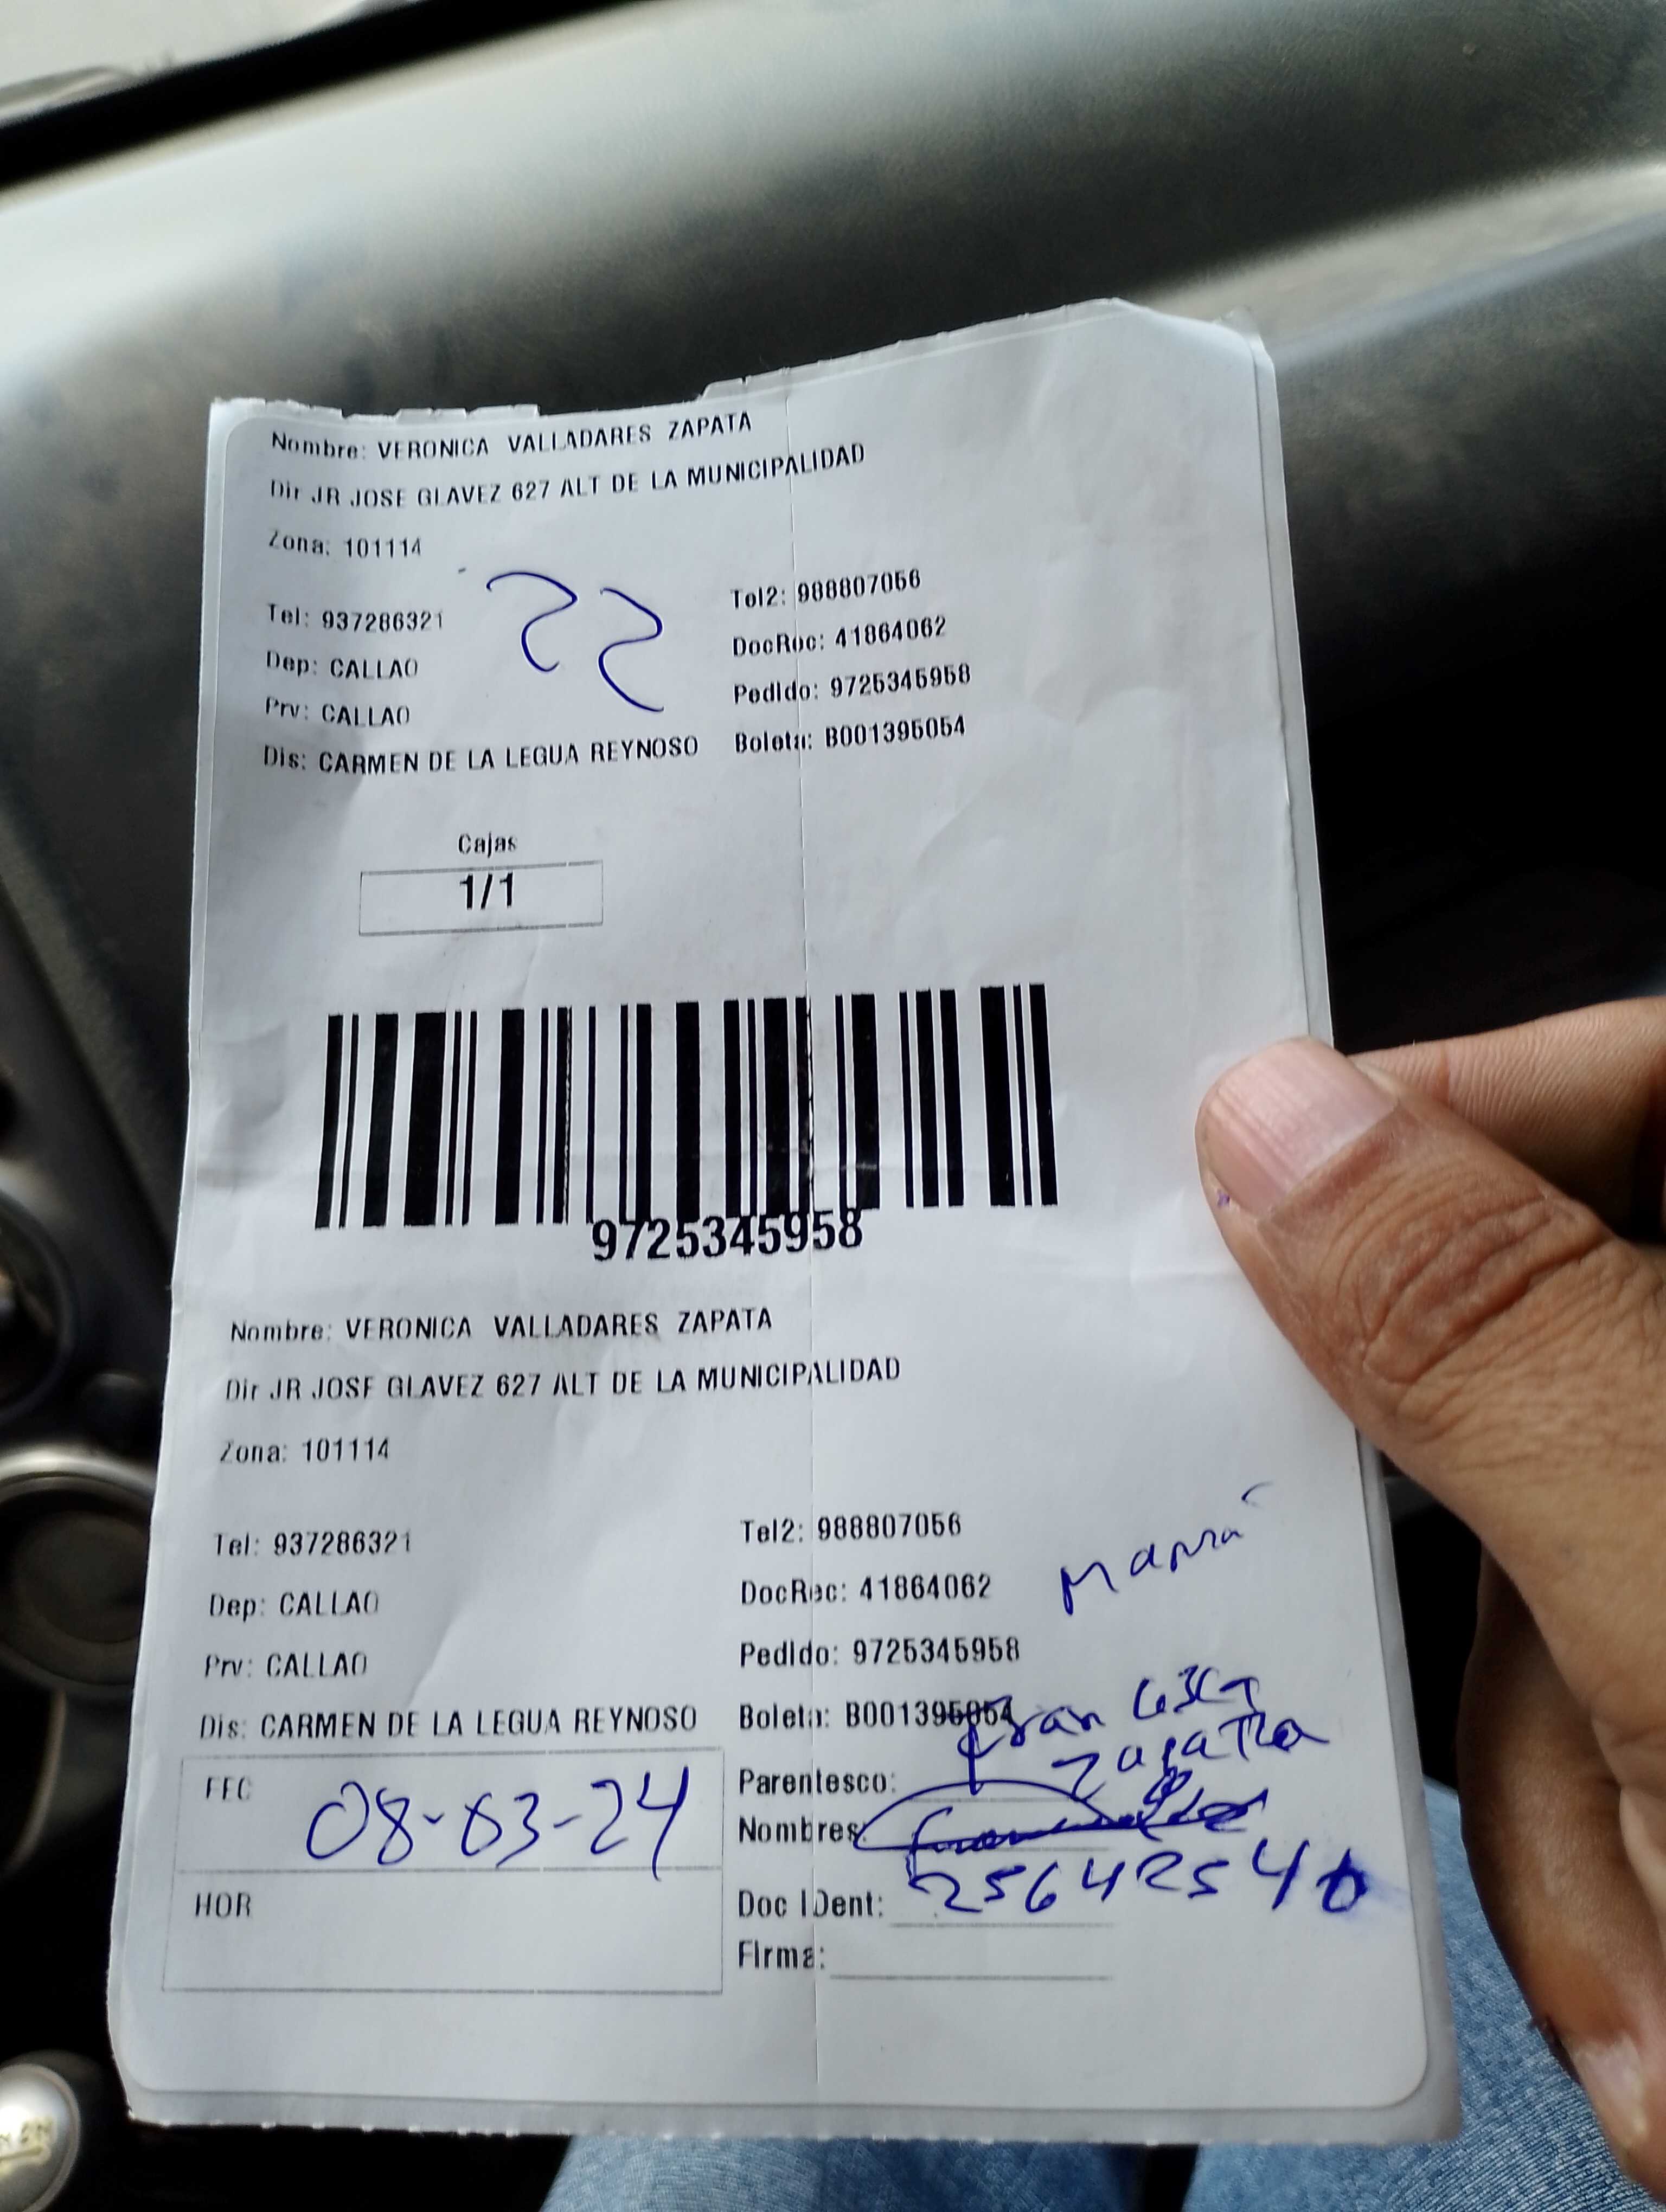 Nombre: VERONICA VALLADARES ZAPATA
Dir JR JOSE GLAVEZ 627 ALT DE LA MUNICIPALIDAD
Zona: 101114
22
Tel: 937286321 Tel2: 988807056
Dep: CALLAO DocRec: 41864062
Prv: CALLAO Pedido: 9725345958
Dis: CARMEN DE LA LEGUA REYNOSO Boleta: B001395054
Cajas
1/1
9725345958
Nombre: VERONICA VALLADARES ZAPATA
Dir JR JOSE GLAVEZ 627 ALT DE LA MUNICIPALIDAD
Zona: 101114
Tel: 937286321 Tel2: 988807056
Dep: CALLAO DocRec: 41864062 Mamá
Prv: CALLAO Pedido: 9725345958
Dis: CARMEN DE LA LEGUA REYNOSO Boleta: B001395054
FEC 08-03-24 Parentesco:
Nombres:
HOR Doc IDent: 25642540
Firma: